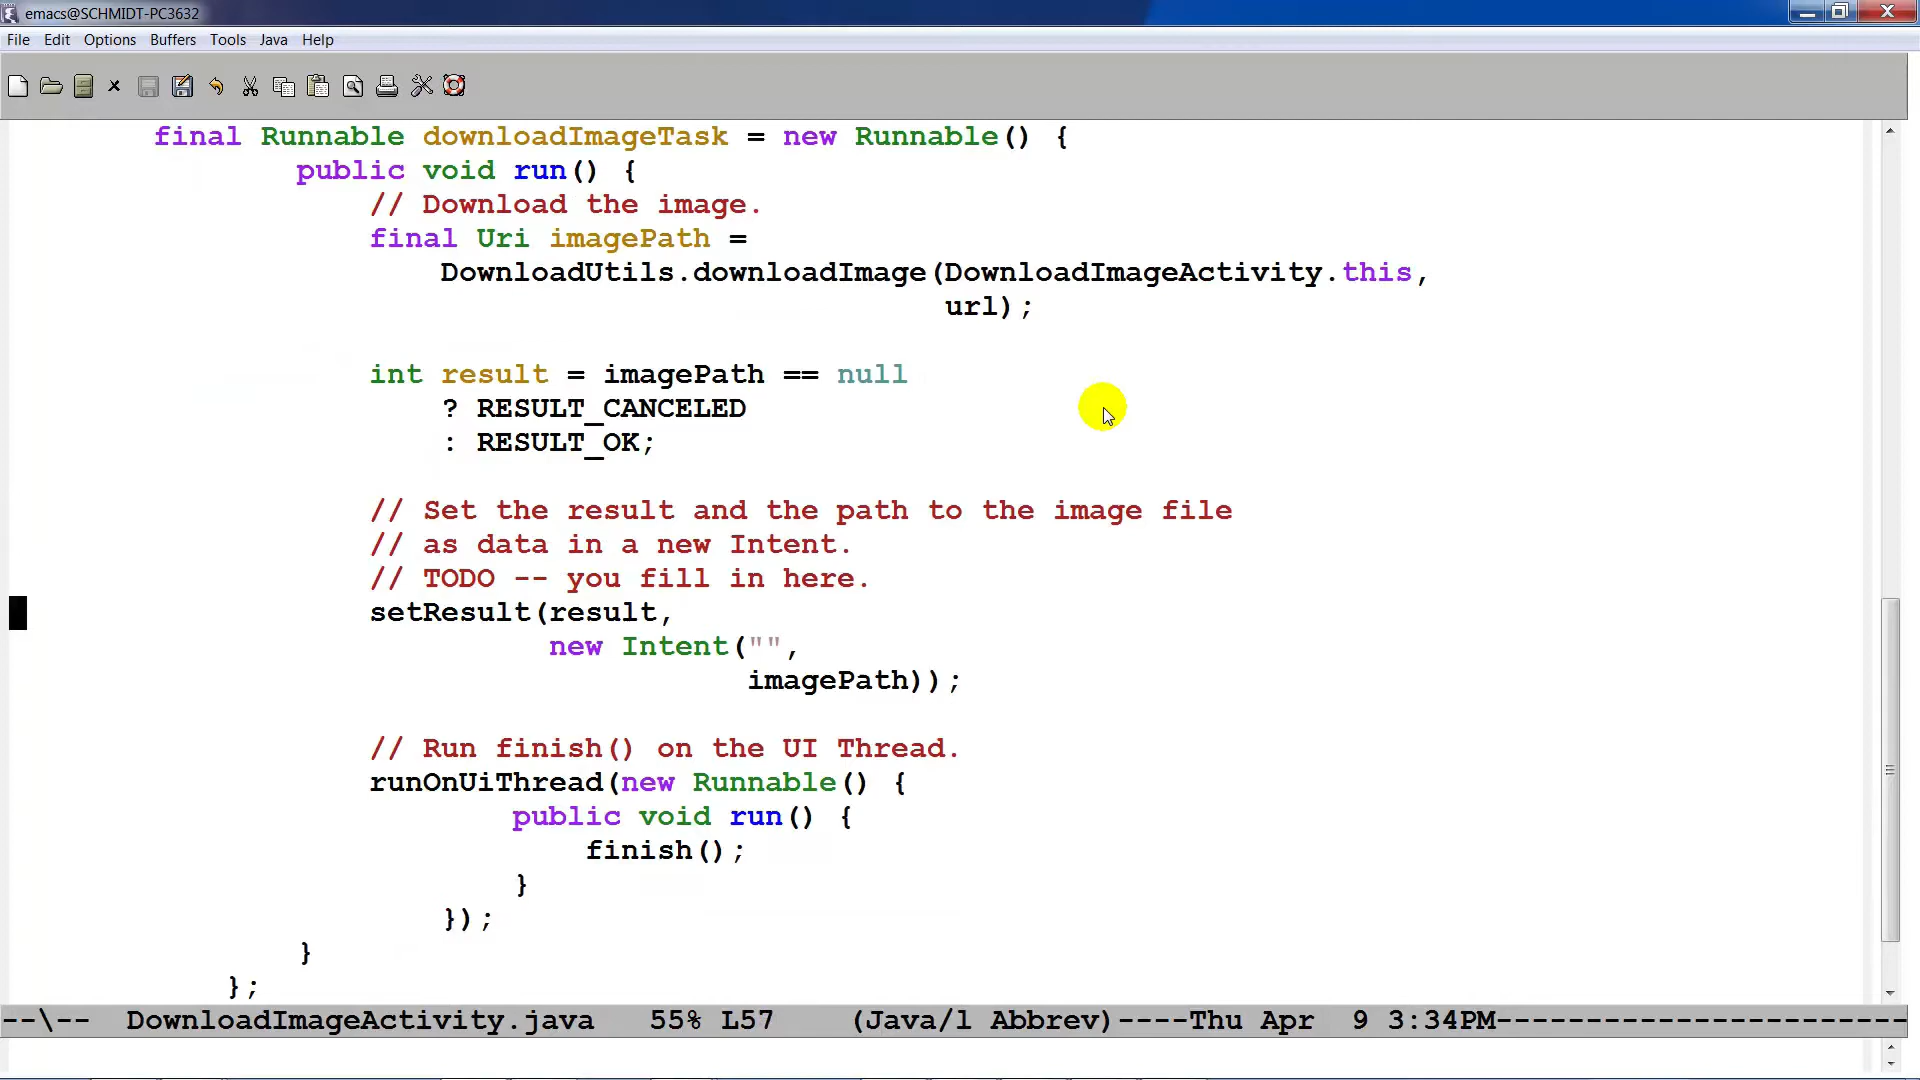 emacs@SCHMIDT-PC3632
File Edit Options Buffers Tools Java Help
final Runnable downloadImageTask = new Runnable() {
public void run() {
// Download the image.
final Uri imagePath =
DownloadUtils.downloadImage(DownloadImageActivity.this,
url);
int result = imagePath == null
? RESULT_CANCELED
: RESULT_OK;
// Set the result and the path to the image file
// as data in a new Intent.
// TODO -- you fill in here.
setResult(result,
new Intent("",
imagePath));
// Run finish() on the UI Thread.
runOnUiThread(new Runnable() {
public void run() {
finish();
}
});
}
};
--\-- DownloadImageActivity.java 55% L57 (Java/l Abbrev)----Thu Apr 9 3:34PM-----------------------